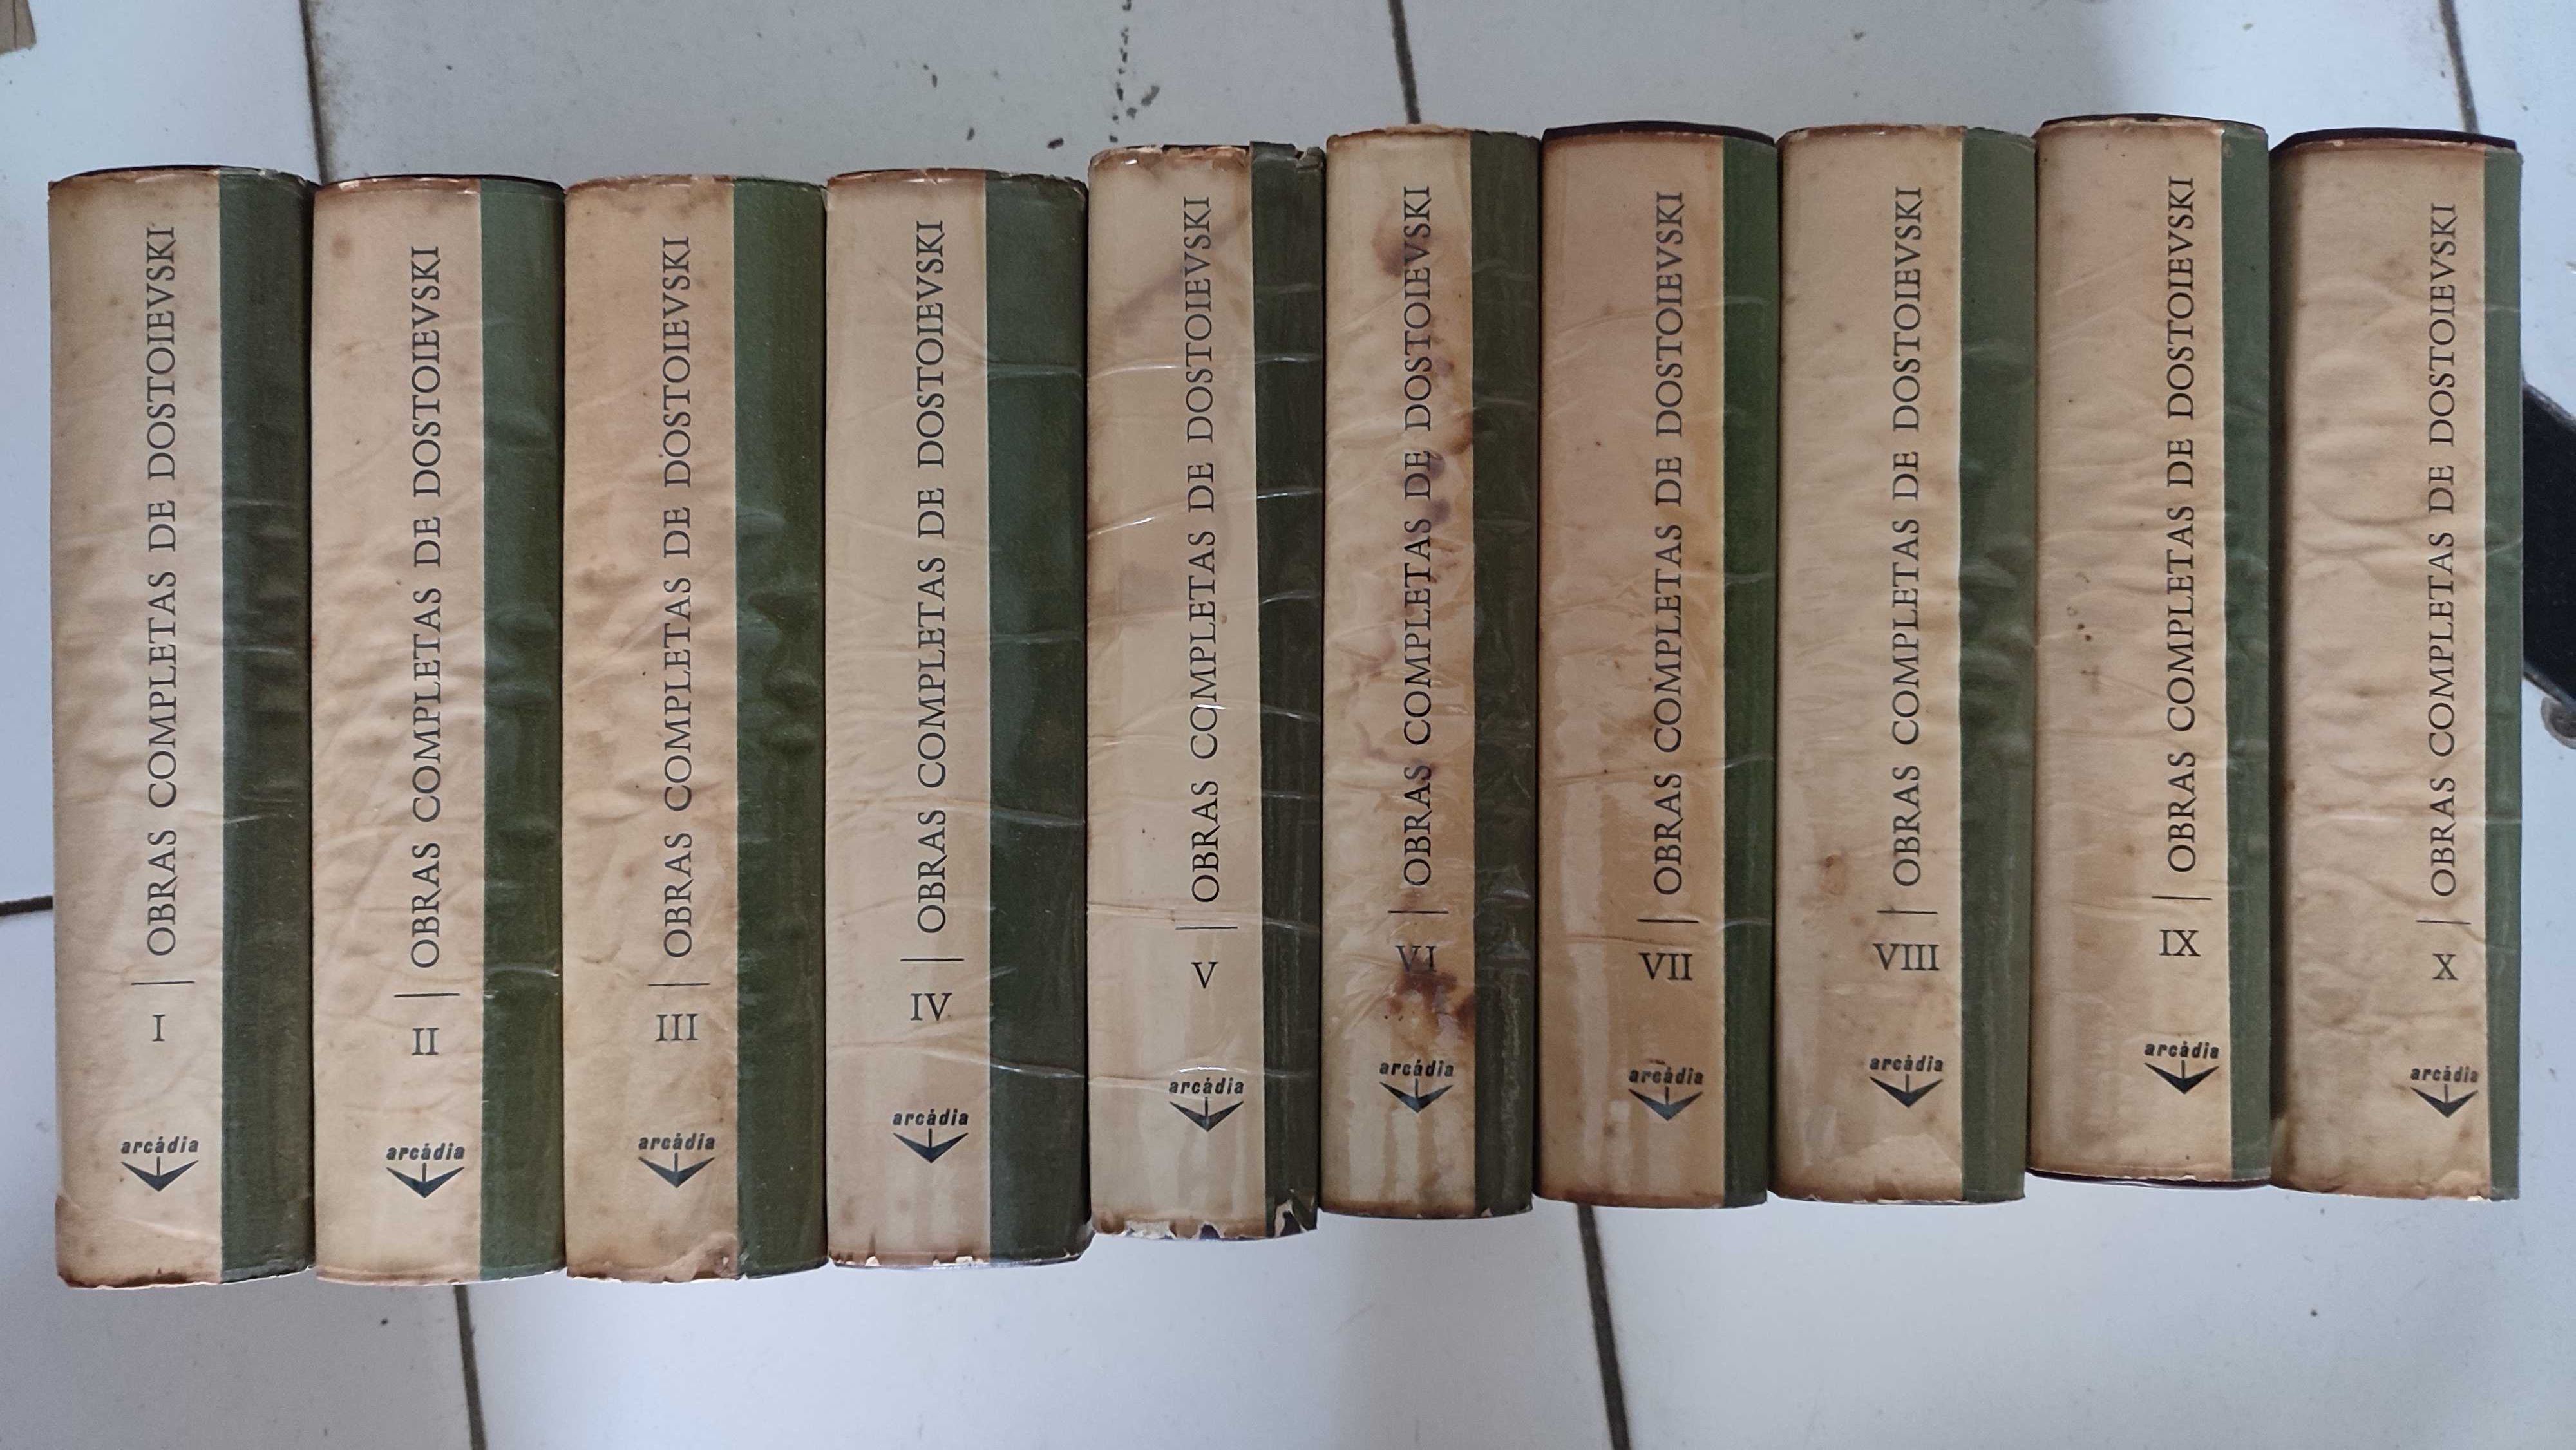 I | OBRAS COMPLETAS DE DOSTOIEVSKI
arcádia
II | OBRAS COMPLETAS DE DOSTOIEVSKI
arcádia
III | OBRAS COMPLETAS DE DOSTOIEVSKI
arcádia
IV | OBRAS COMPLETAS DE DOSTOIEVSKI
arcádia
V | OBRAS COMPLETAS DE DOSTOIEVSKI
arcádia
VI | OBRAS COMPLETAS DE DOSTOIEVSKI
arcádia
VII | OBRAS COMPLETAS DE DOSTOIEVSKI
arcádia
VIII | OBRAS COMPLETAS DE DOSTOIEVSKI
arcádia
IX | OBRAS COMPLETAS DE DOSTOIEVSKI
arcádia
X | OBRAS COMPLETAS DE DOSTOIEVSKI
arcádia